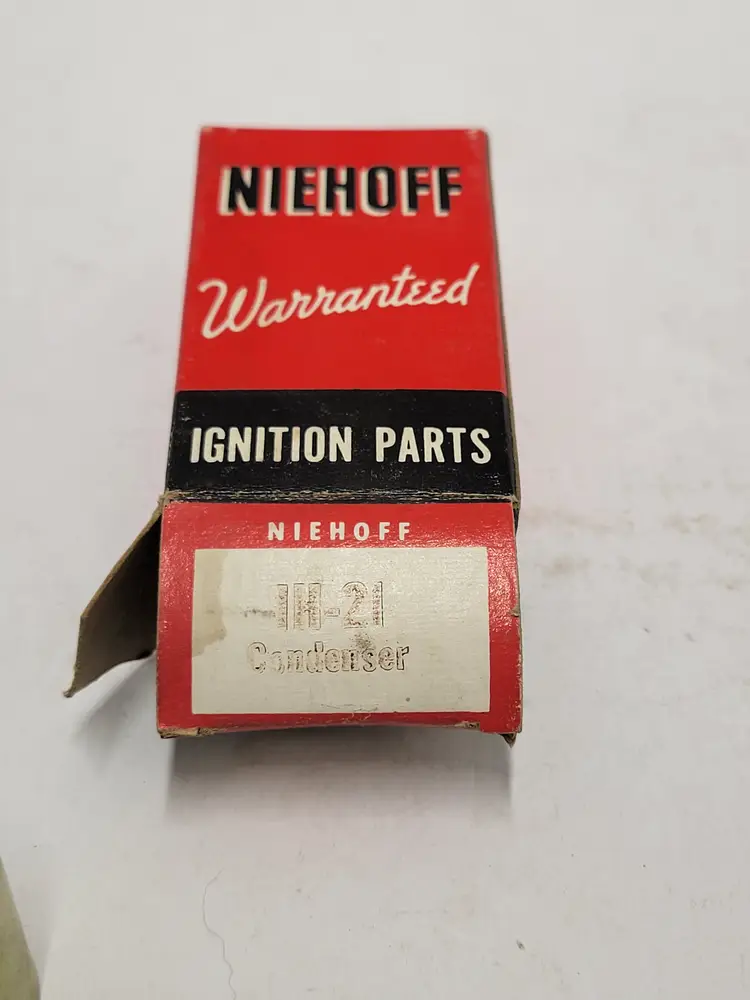 NIEHOFF
Warranteed
IGNITION PARTS
NIEHOFF
IH-21
Condenser